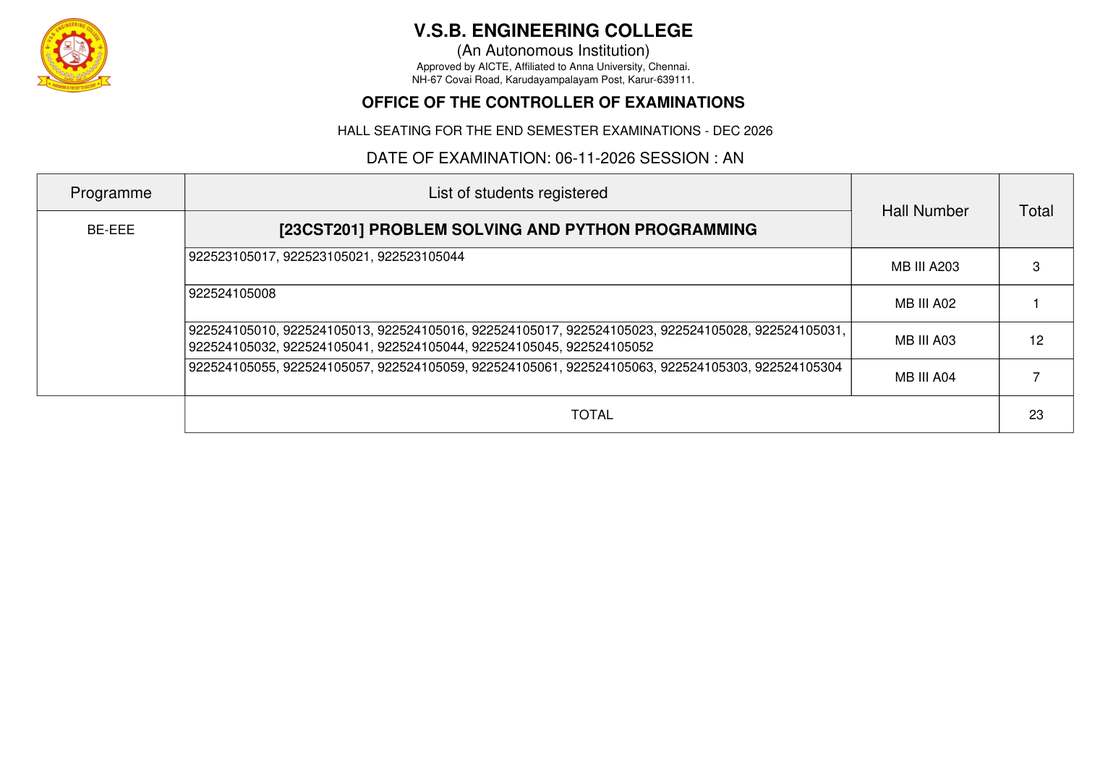 V.S.B. ENGINEERING COLLEGE
(An Autonomous Institution)
Approved by AICTE, Affiliated to Anna University, Chennai.
NH-67 Covai Road, Karudayampalayam Post, Karur-639111.
OFFICE OF THE CONTROLLER OF EXAMINATIONS
HALL SEATING FOR THE END SEMESTER EXAMINATIONS - DEC 2026
DATE OF EXAMINATION: 06-11-2026 SESSION : AN
Programme
List of students registered
Hall Number
Total
BE-EEE
[23CST201] PROBLEM SOLVING AND PYTHON PROGRAMMING
922523105017, 922523105021, 922523105044
MB III A203
3
922524105008
MB III A02
1
922524105010, 922524105013, 922524105016, 922524105017, 922524105023, 922524105028, 922524105031,
922524105032, 922524105041, 922524105044, 922524105045, 922524105052
MB III A03
12
922524105055, 922524105057, 922524105059, 922524105061, 922524105063, 922524105303, 922524105304
MB III A04
7
TOTAL
23